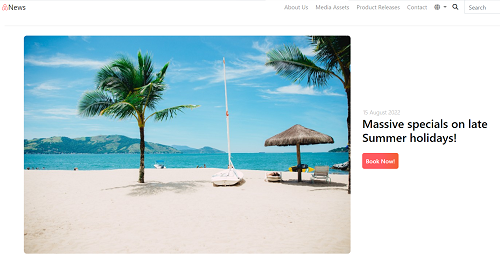 News
About Us
Media Assets
Product Releases
Contact
Search
15 August 2022
Massive specials on late
Summer holidays!
Book Now!